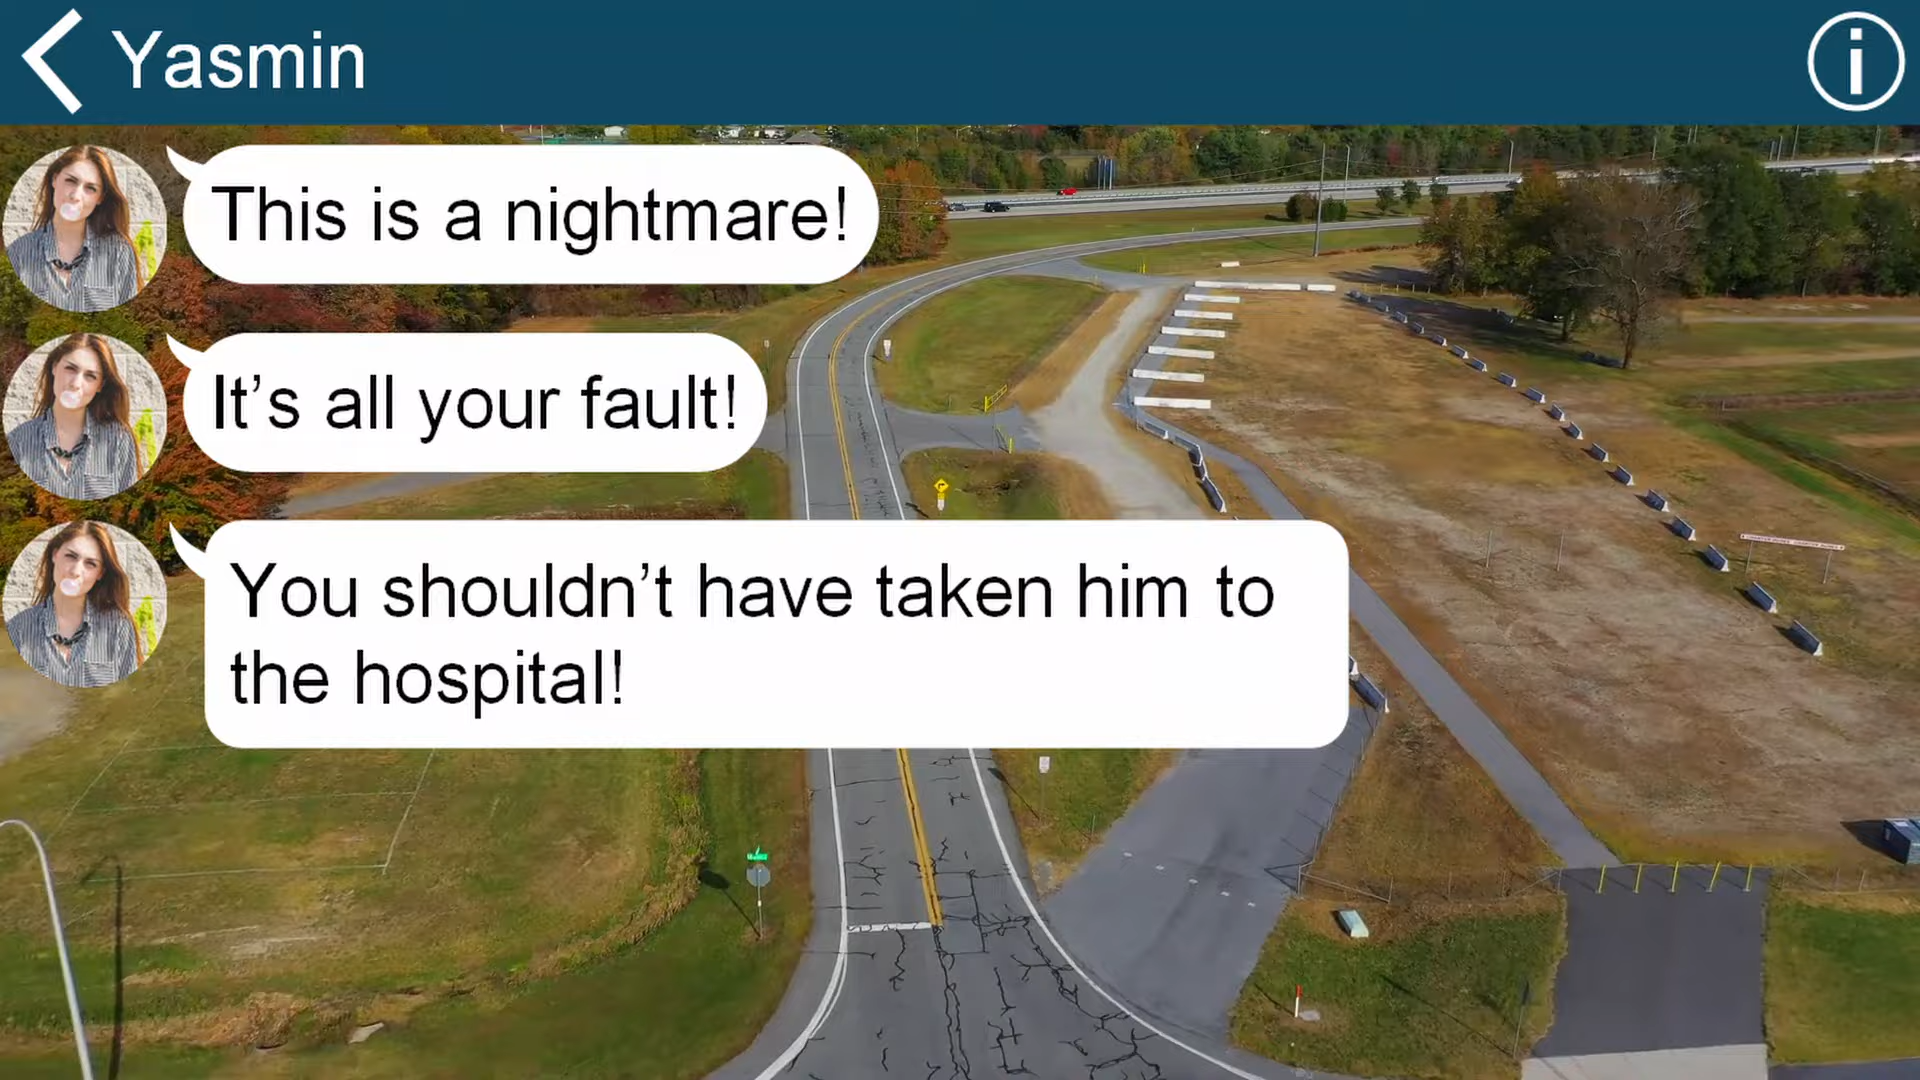 Yasmin
This is a nightmare!
It’s all your fault!
You shouldn’t have taken him to
the hospital!